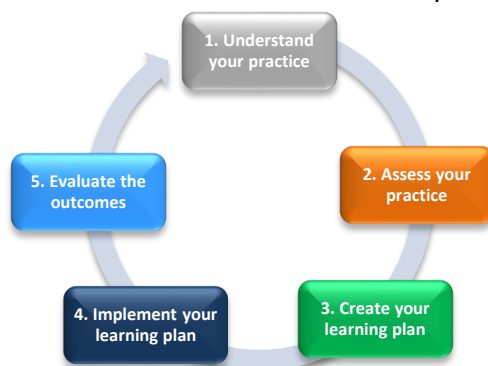 1. Understand
your practice
2. Assess your
practice
3. Create your
learning plan
4. Implement your
learning plan
5. Evaluate the
outcomes